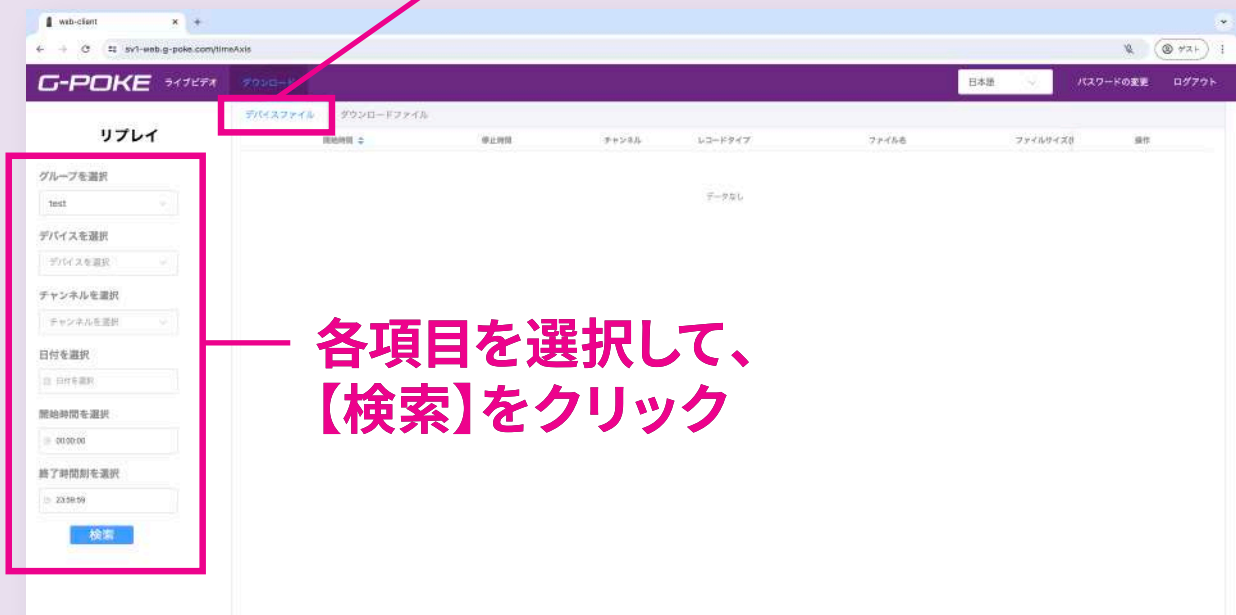 web-client
sv1-web.g-poke.com/timeAxis
ゲスト
G-POKE ライブビデオ ダウンロード 日本語 パスワードの変更 ログアウト
デバイスファイル ダウンロードファイル
リプレイ
開始時間 停止時間 チャンネル レコードタイプ ファイル名 ファイルサイズ(l 操作
データなし
グループを選択
test
デバイスを選択
デバイスを選択
チャンネルを選択
チャンネルを選択
日付を選択
日付を選択
開始時間を選択
00:00:00
終了時間刻を選択
23:59:59
検索
各項目を選択して、
【検索】をクリック